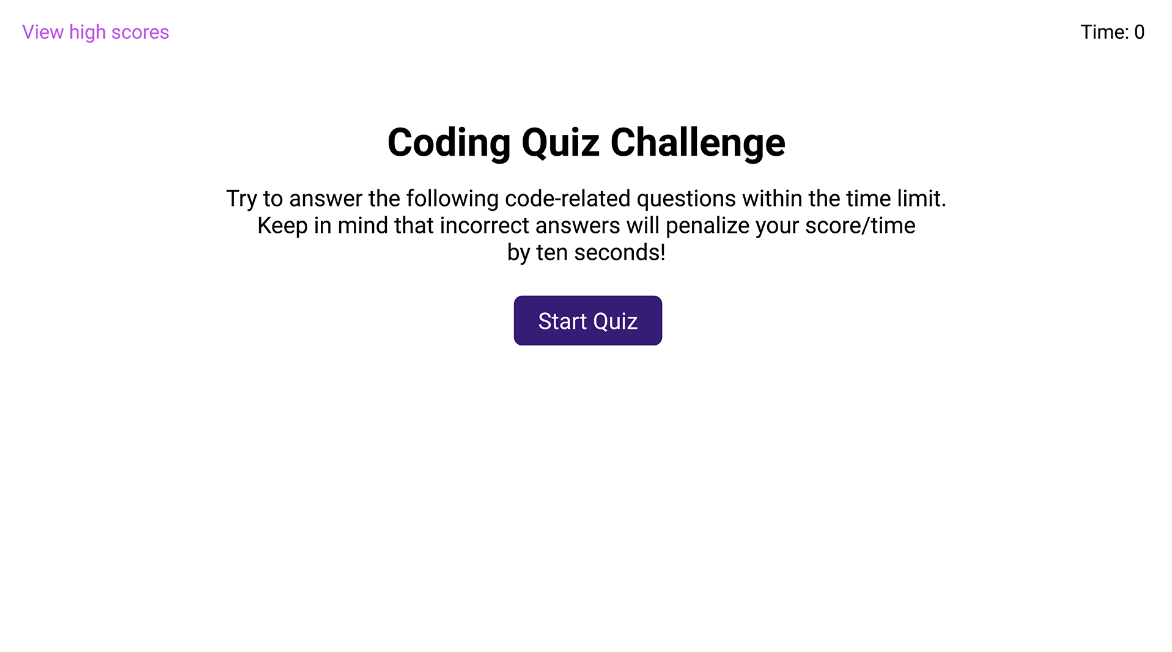 View high scores
Time: 0
Coding Quiz Challenge
Try to answer the following code-related questions within the time limit.
Keep in mind that incorrect answers will penalize your score/time
by ten seconds!
Start Quiz